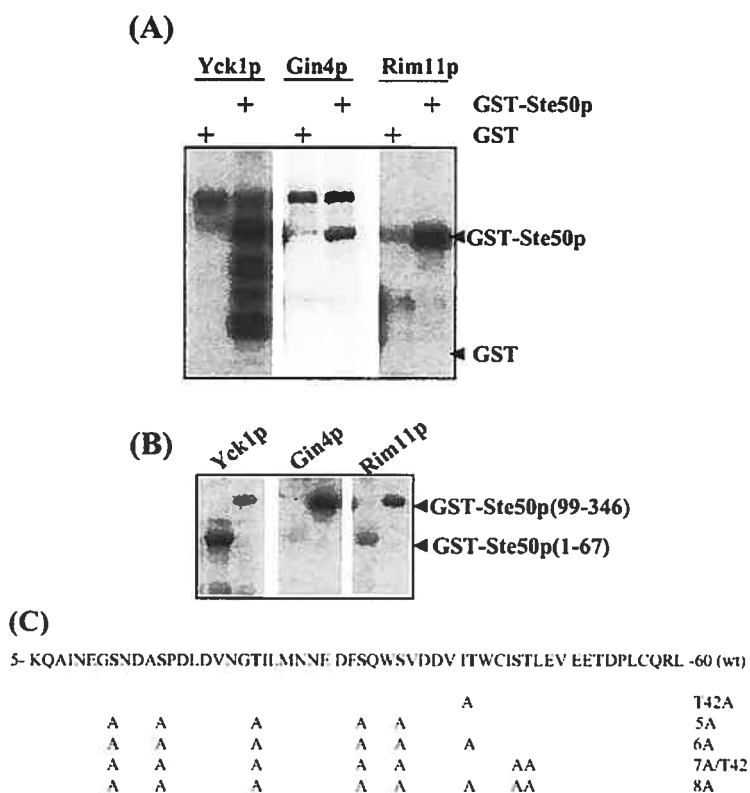 (A)
Yck1p Gin4p Rim11p
+ + + GST-Ste50p
+ + + GST
GST-Ste50p
GST
(B)
Yck1p Gin4p Rim11p
GST-Ste50p(99-346)
GST-Ste50p(1-67)
(C)
5- KQAINEGSNDASPDLDVNGTILMNNE DFSQWSVDDV ITWCISTLEV EETDPLCQRL -60 (wt)
A T42A
A A A A A 5A
A A A A A A 6A
A A A A A AA 7A/T42
A A A A A A AA 8A